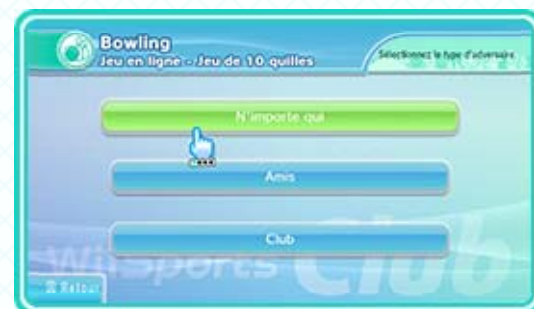 Bowling
Jeu en ligne - Jeu de 10 quilles
Sélectionnez le type d'adversaire.
N'importe qui
Amis
Club
Wii Sports Club
Retour